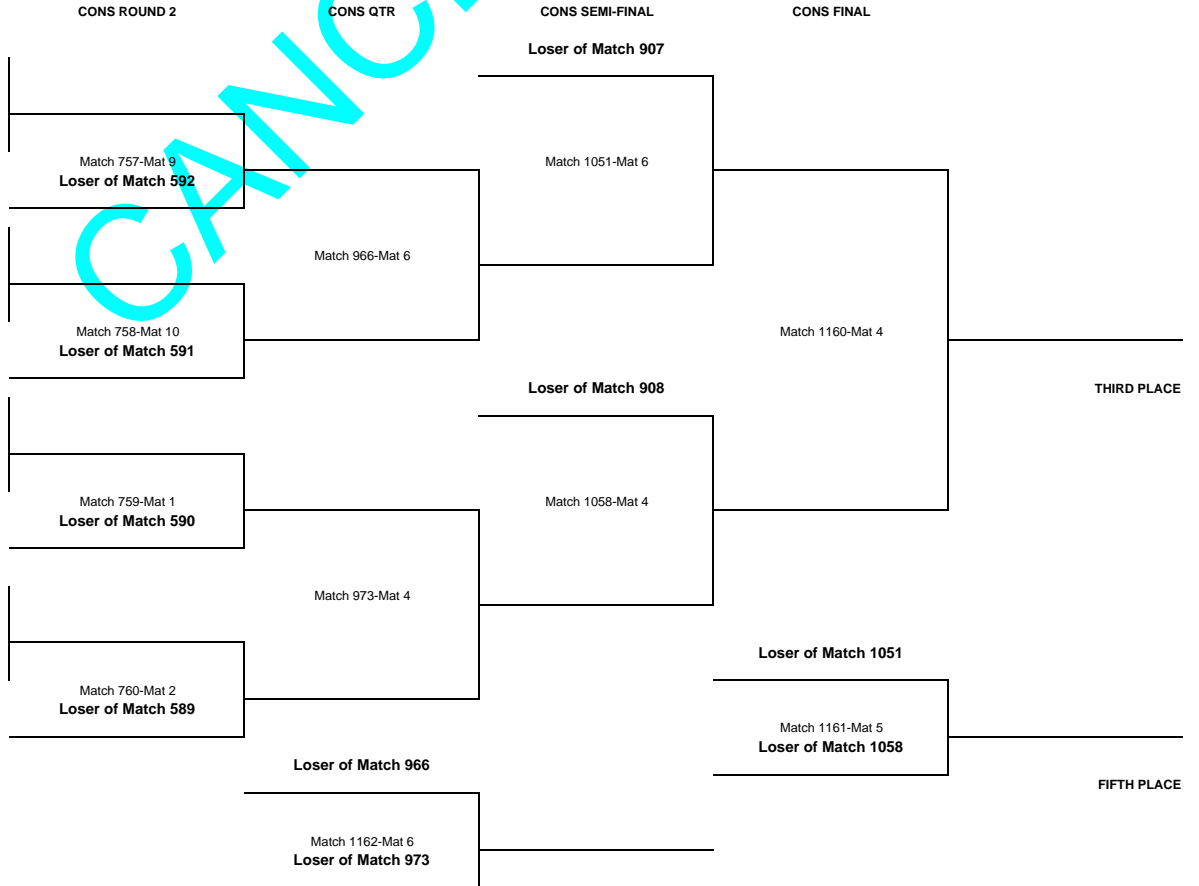 CONS ROUND 2
CONS QTR
CONS SEMI-FINAL
CONS FINAL
Loser of Match 907
Match 757-Mat 9
Loser of Match 592
Match 1051-Mat 6
Match 966-Mat 6
Match 758-Mat 10
Loser of Match 591
Match 1160-Mat 4
Loser of Match 908
THIRD PLACE
Match 759-Mat 1
Loser of Match 590
Match 1058-Mat 4
Match 973-Mat 4
Loser of Match 1051
Match 760-Mat 2
Loser of Match 589
Match 1161-Mat 5
Loser of Match 1058
Loser of Match 966
FIFTH PLACE
Match 1162-Mat 6
Loser of Match 973